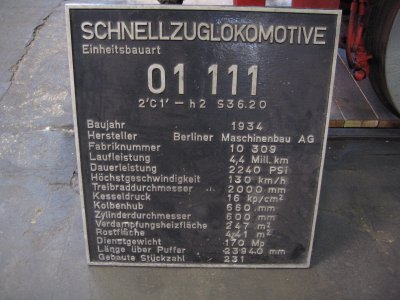 SCHNELLZUGLOKOMOTIVE
Einheitsbauart
01 111
2'C1' - h2 S36.20
Baujahr 1934
Hersteller Berliner Maschinenbau AG
Fabriknummer 10 309
Laufleistung 4,4 Mill. km
Dauerleistung 2240 PSi
Höchstgeschwindigkeit 130 km/h
Treibraddurchmesser 2000 mm
Kesseldruck 16 kp/cm²
Kolbenhub 660 mm
Zylinderdurchmesser 600 mm
Verdampfungsheizfläche 247 m²
Rostfläche 4,41 m²
Dienstgewicht 170 Mp
Länge über Puffer 23940 mm
Gebaute Stückzahl 231